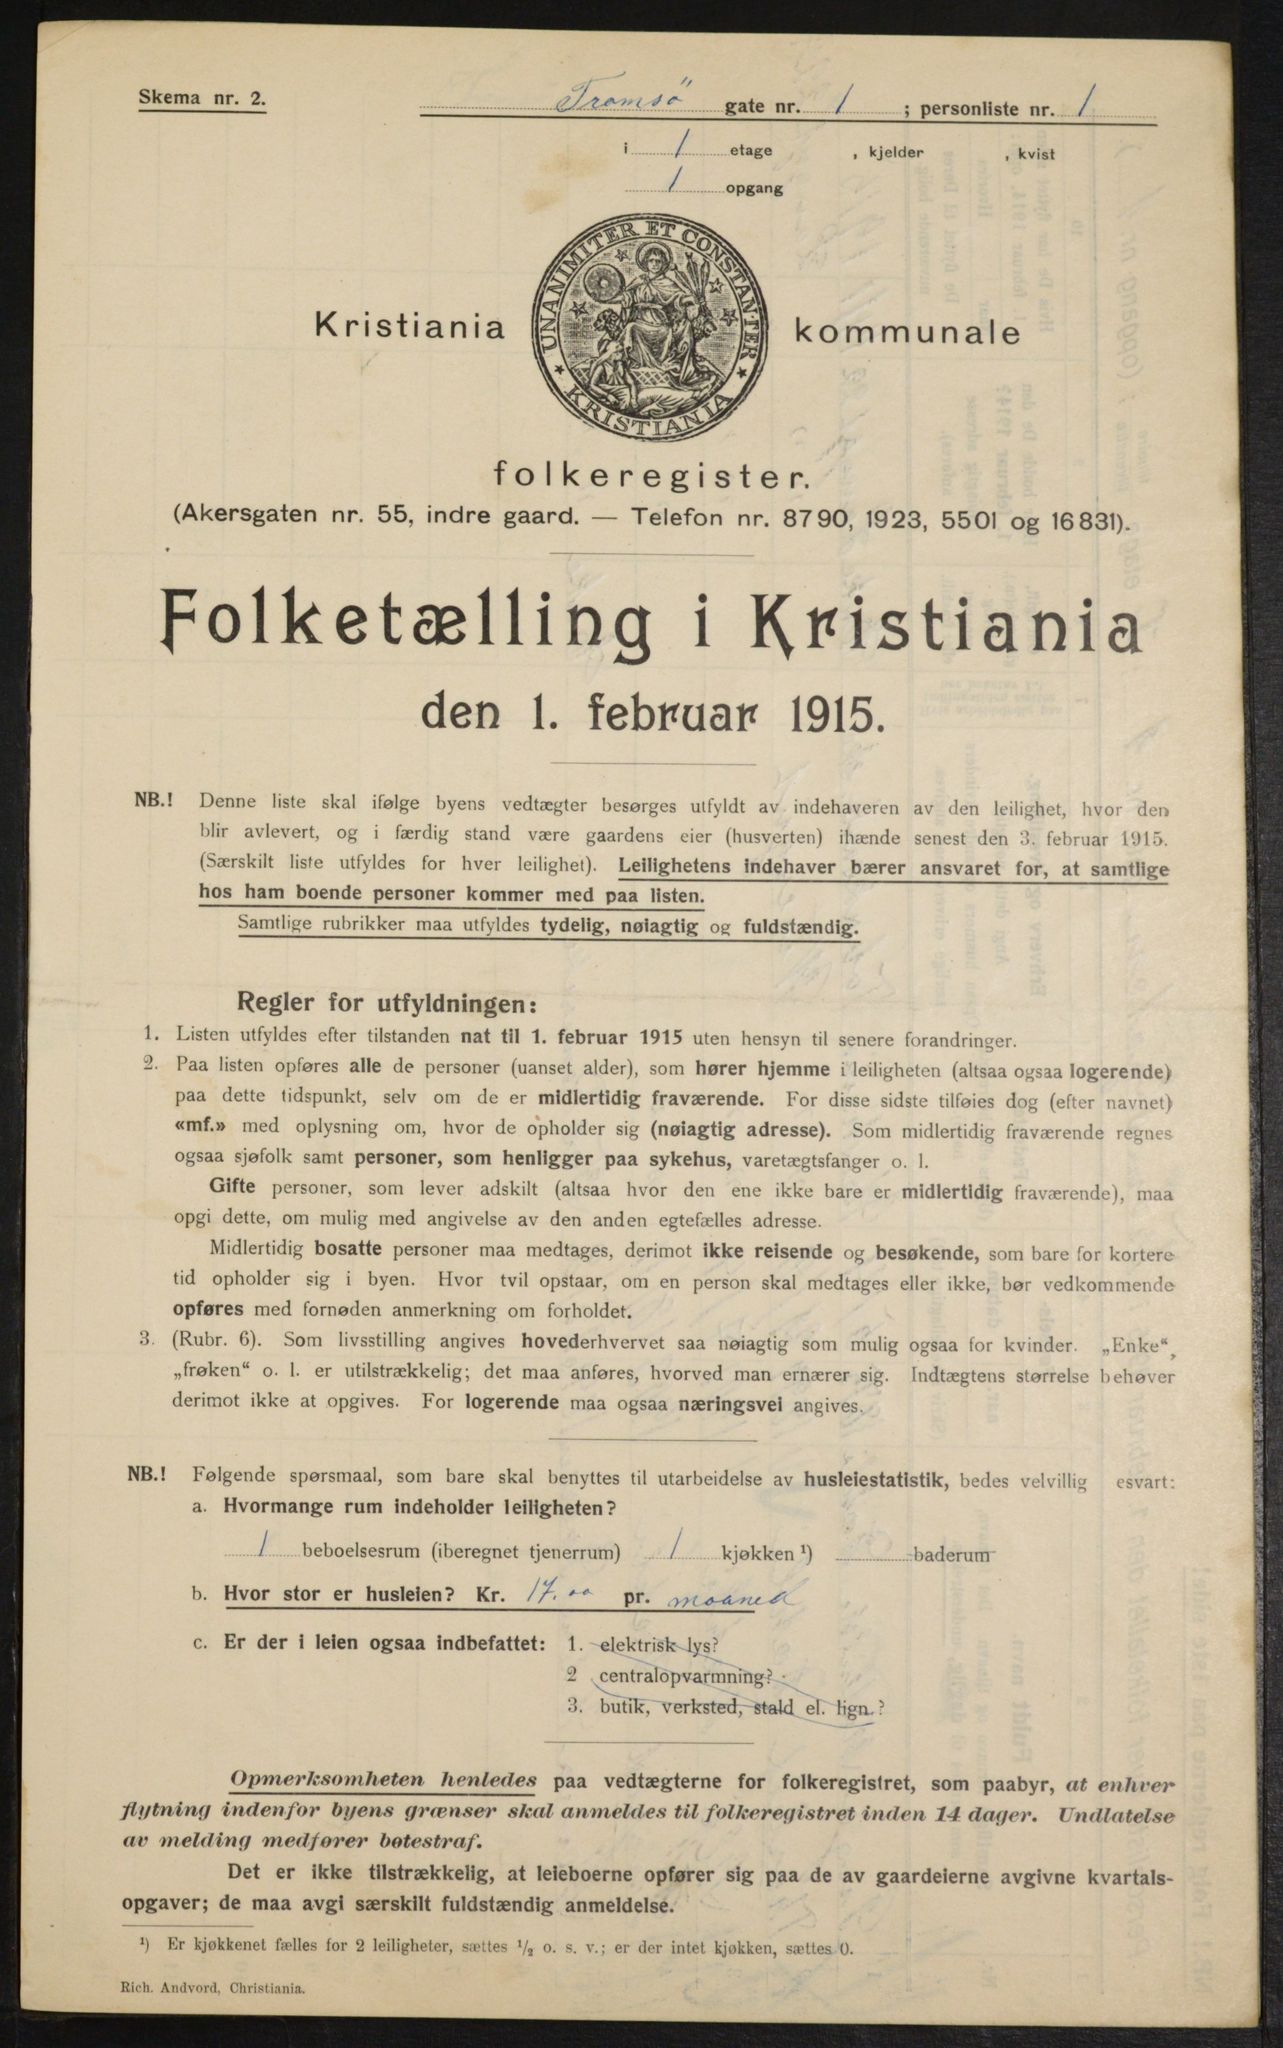 Skema nr. 2.
Tromsö gate nr. 1 ; personliste nr. 1
i 1 etage , kjelder , kvist
1 opgang
UNANIMITER ET CONSTANTER
KRISTIANIA
Kristiania kommunale
folkeregister.
(Akersgaten nr. 55, indre gaard. — Telefon nr. 8790, 1923, 5501 og 16831).
Folketælling i Kristiania
den 1. februar 1915.
NB.! Denne liste skal ifølge byens vedtægter besørges utfyldt av indehaveren av den leilighet, hvor den
blir avlevert, og i færdig stand være gaardens eier (husverten) ihænde senest den 3. februar 1915.
(Særskilt liste utfyldes for hver leilighet). Leilighetens indehaver bærer ansvaret for, at samtlige
hos ham boende personer kommer med paa listen.
Samtlige rubrikker maa utfyldes tydelig, nøiagtig og fuldstændig.
Regler for utfyldningen:
1. Listen utfyldes efter tilstanden nat til 1. februar 1915 uten hensyn til senere forandringer.
2. Paa listen opføres alle de personer (uanset alder), som hører hjemme i leiligheten (altsaa ogsaa logerende)
paa dette tidspunkt, selv om de er midlertidig fraværende. For disse sidste tilføies dog (efter navnet)
«mf.» med oplysning om, hvor de opholder sig (nøiagtig adresse). Som midlertidig fraværende regnes
ogsaa sjøfolk samt personer, som henligger paa sykehus, varetægtsfanger o. l.
Gifte personer, som lever adskilt (altsaa hvor den ene ikke bare er midlertidig fraværende), maa
opgi dette, om mulig med angivelse av den anden egtefælles adresse.
Midlertidig bosatte personer maa medtages, derimot ikke reisende og besøkende, som bare for kortere
tid opholder sig i byen. Hvor tvil opstaar, om en person skal medtages eller ikke, bør vedkommende
opføres med fornøden anmerkning om forholdet.
3. (Rubr. 6). Som livsstilling angives hovederhvervet saa nøiagtig som mulig ogsaa for kvinder. „Enke“,
„frøken“ o. l. er utilstrækkelig; det maa anføres, hvorved man ernærer sig. Indtægtens størrelse behøver
derimot ikke at opgives. For logerende maa ogsaa næringsvei angives.
NB.! Følgende spørsmaal, som bare skal benyttes til utarbeidelse av husleiestatistik, bedes velvillig esvart:
a. Hvormange rum indeholder leiligheten?
1 beboelsesrum (iberegnet tjenerrum) 1 kjøkken ¹) baderum
b. Hvor stor er husleien? Kr. 17.00 pr. maaned
c. Er der i leien ogsaa indbefattet: 1. elektrisk lys?
2 centralopvarmning?
3. butik, verksted, stald el. lign.?
Opmerksomheten henledes paa vedtægterne for folkeregistret, som paabyr, at enhver
flytning indenfor byens grænser skal anmeldes til folkeregistret inden 14 dager. Undlatelse
av melding medfører bøtestraf.
Det er ikke tilstrækkelig, at leieboerne opfører sig paa de av gaardeierne avgivne kvartals-
opgaver; de maa avgi særskilt fuldstændig anmeldelse.
¹) Er kjøkkenet fælles for 2 leiligheter, sættes ½ o. s. v.; er der intet kjøkken, sættes 0.
Rich. Andvord, Christiania.